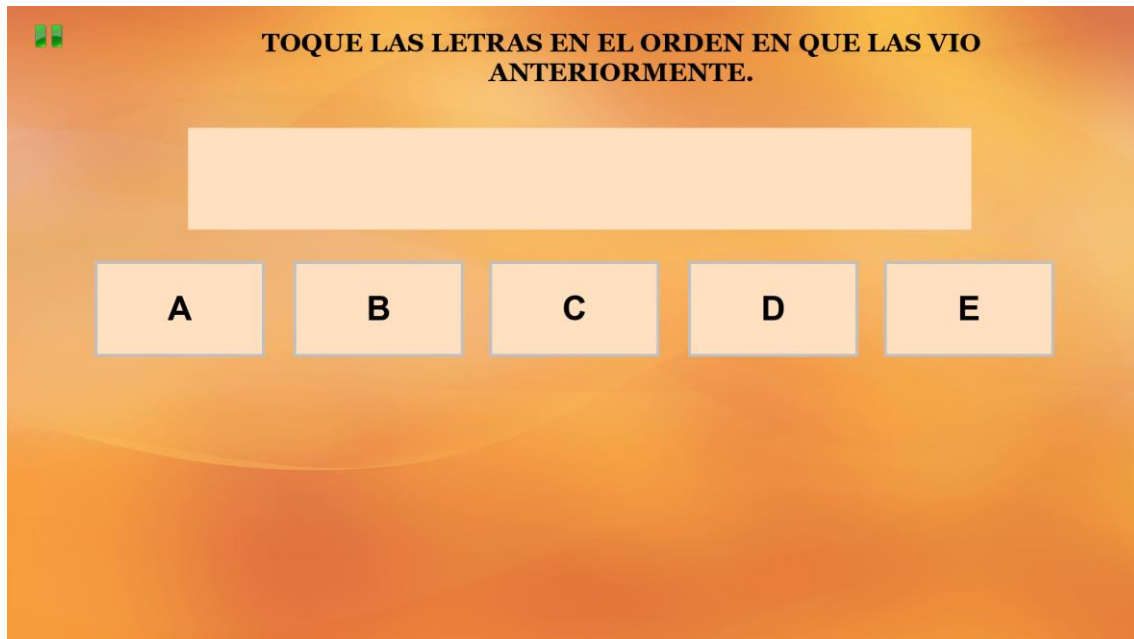 TOQUE LAS LETRAS EN EL ORDEN EN QUE LAS VIO
ANTERIORMENTE.
A B C D E